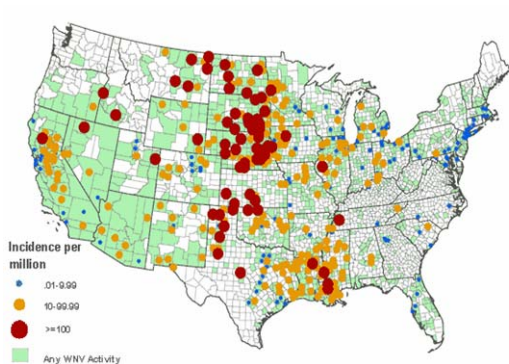 Incidence per
million
.01-9.99
10-99.99
>=100
Any WNV Activity